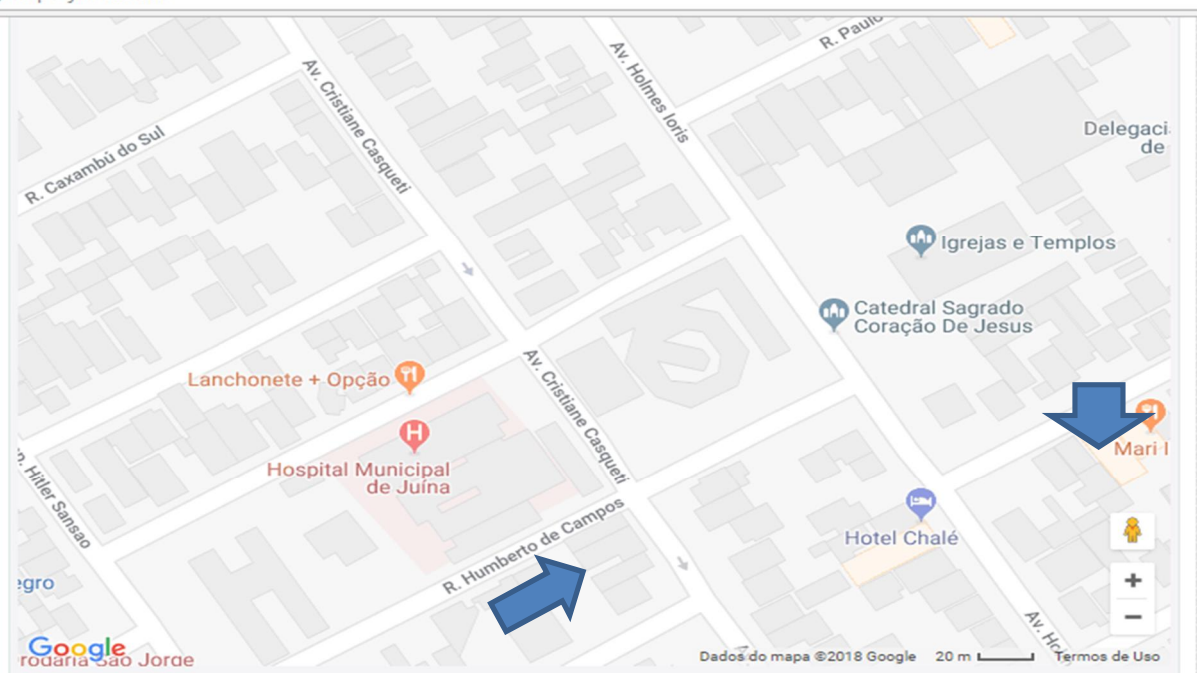 R. Paulo
Av. Holmes Ioris
Av. Cristiane Casqueti
Delegaci
de
R. Caxambú do Sul
Igrejas e Templos
Catedral Sagrado
Coração De Jesus
Lanchonete + Opção
Av. Cristiane Casqueti
H
Hospital Municipal
de Juína
Mari I
Hitler Sansao
R. Humberto de Campos
Hotel Chalé
egro
+
−
Av. Ho
Google
rodaria São Jorge
Dados do mapa ©2018 Google 20 m Termos de Uso